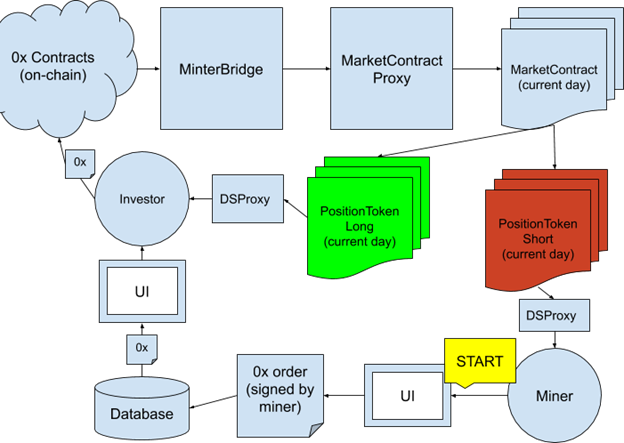 0x Contracts
(on-chain)
MinterBridge
MarketContract
Proxy
MarketContract
(current day)
0x
Investor
DSProxy
PositionToken
Long
(current day)
PositionToken
Short
(current day)
UI
DSProxy
0x
START
0x order
(signed by
miner)
UI
Miner
Database